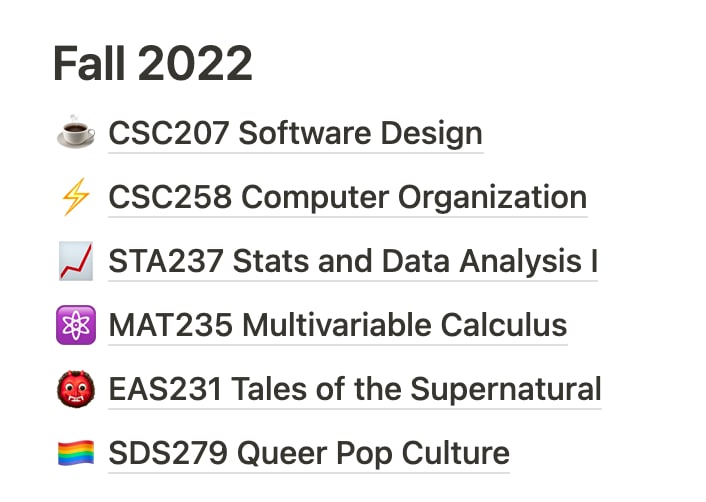 Fall 2022
CSC207 Software Design
CSC258 Computer Organization
STA237 Stats and Data Analysis I
MAT235 Multivariable Calculus
EAS231 Tales of the Supernatural
SDS279 Queer Pop Culture